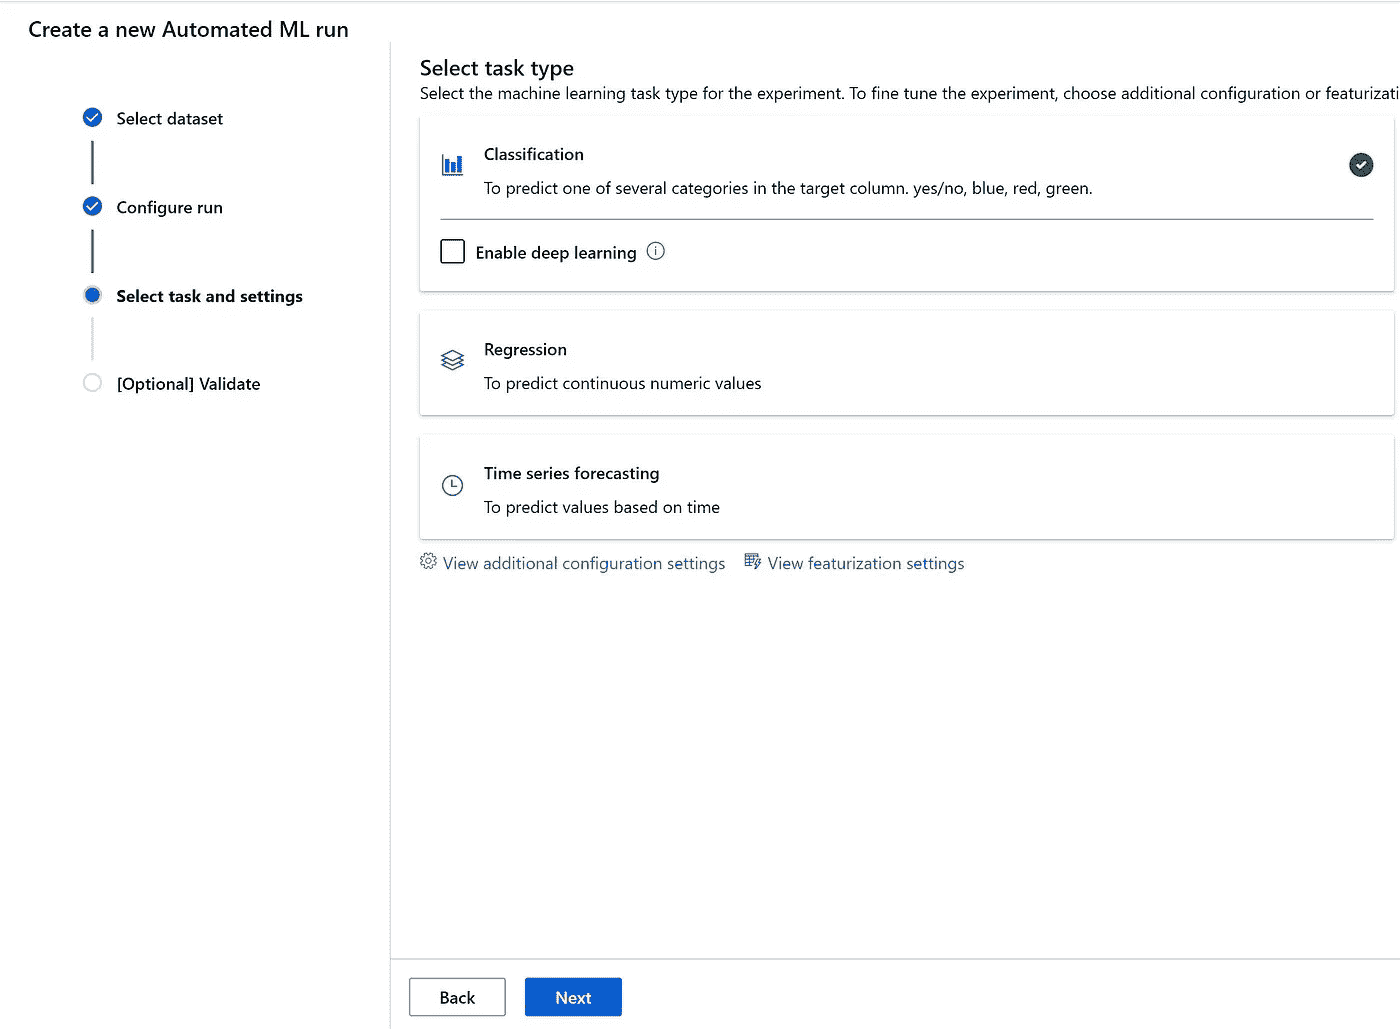 Create a new Automated ML run
Select dataset
Configure run
Select task and settings
[Optional] Validate
Select task type
Select the machine learning task type for the experiment. To fine tune the experiment, choose additional configuration or featurizati
Classification
To predict one of several categories in the target column. yes/no, blue, red, green.
Enable deep learning
Regression
To predict continuous numeric values
Time series forecasting
To predict values based on time
View additional configuration settings View featurization settings
Back Next